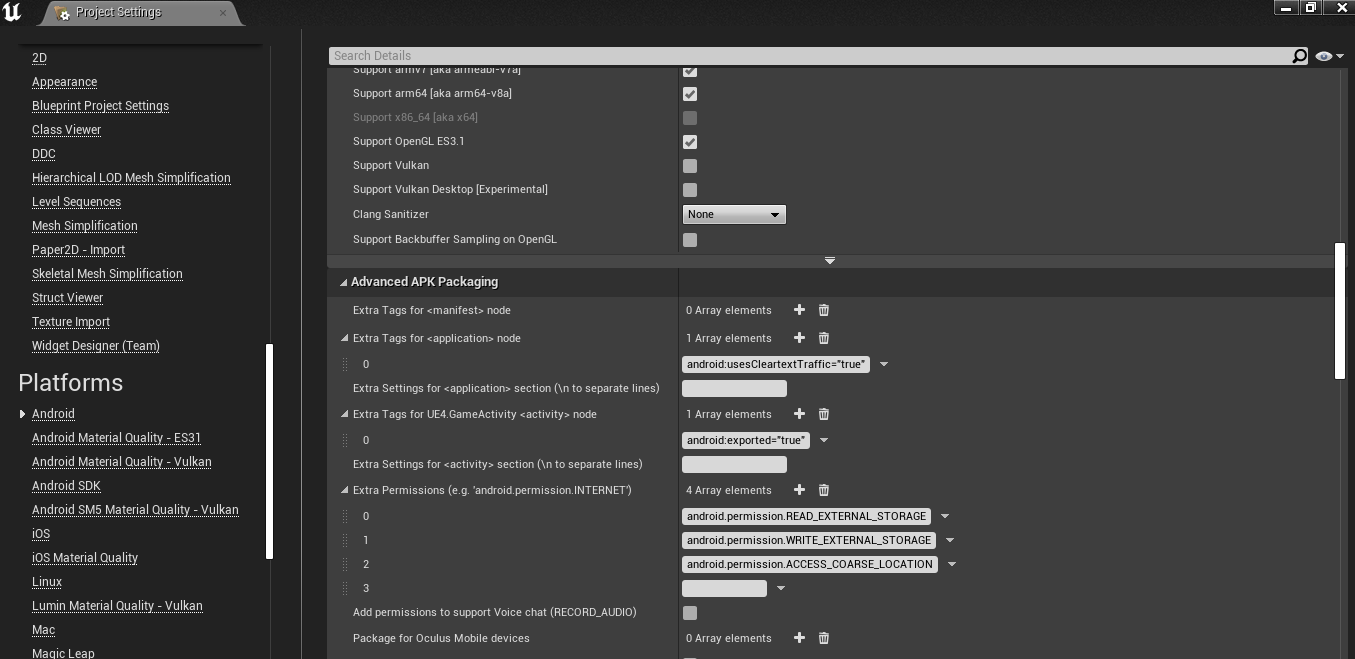 Project Settings
2D
Appearance
Blueprint Project Settings
Class Viewer
DDC
Hierarchical LOD Mesh Simplification
Level Sequences
Mesh Simplification
Paper2D - Import
Skeletal Mesh Simplification
Struct Viewer
Texture Import
Widget Designer (Team)
Platforms
Android
Android Material Quality - ES31
Android Material Quality - Vulkan
Android SDK
Android SM5 Material Quality - Vulkan
iOS
iOS Material Quality
Linux
Lumin Material Quality - Vulkan
Mac
Magic Leap
Search Details
Support armv7 [aka armeabi-v7a]
Support arm64 [aka arm64-v8a]
Support x86_64 [aka x64]
Support OpenGL ES3.1
Support Vulkan
Support Vulkan Desktop [Experimental]
Clang Sanitizer None
Support Backbuffer Sampling on OpenGL
Advanced APK Packaging
Extra Tags for <manifest> node 0 Array elements
Extra Tags for <application> node 1 Array elements
0 android:usesCleartextTraffic="true"
Extra Settings for <application> section (\n to separate lines)
Extra Tags for UE4.GameActivity <activity> node 1 Array elements
0 android:exported="true"
Extra Settings for <activity> section (\n to separate lines)
Extra Permissions (e.g. 'android.permission.INTERNET') 4 Array elements
0 android.permission.READ_EXTERNAL_STORAGE
1 android.permission.WRITE_EXTERNAL_STORAGE
2 android.permission.ACCESS_COARSE_LOCATION
3
Add permissions to support Voice chat (RECORD_AUDIO)
Package for Oculus Mobile devices 0 Array elements